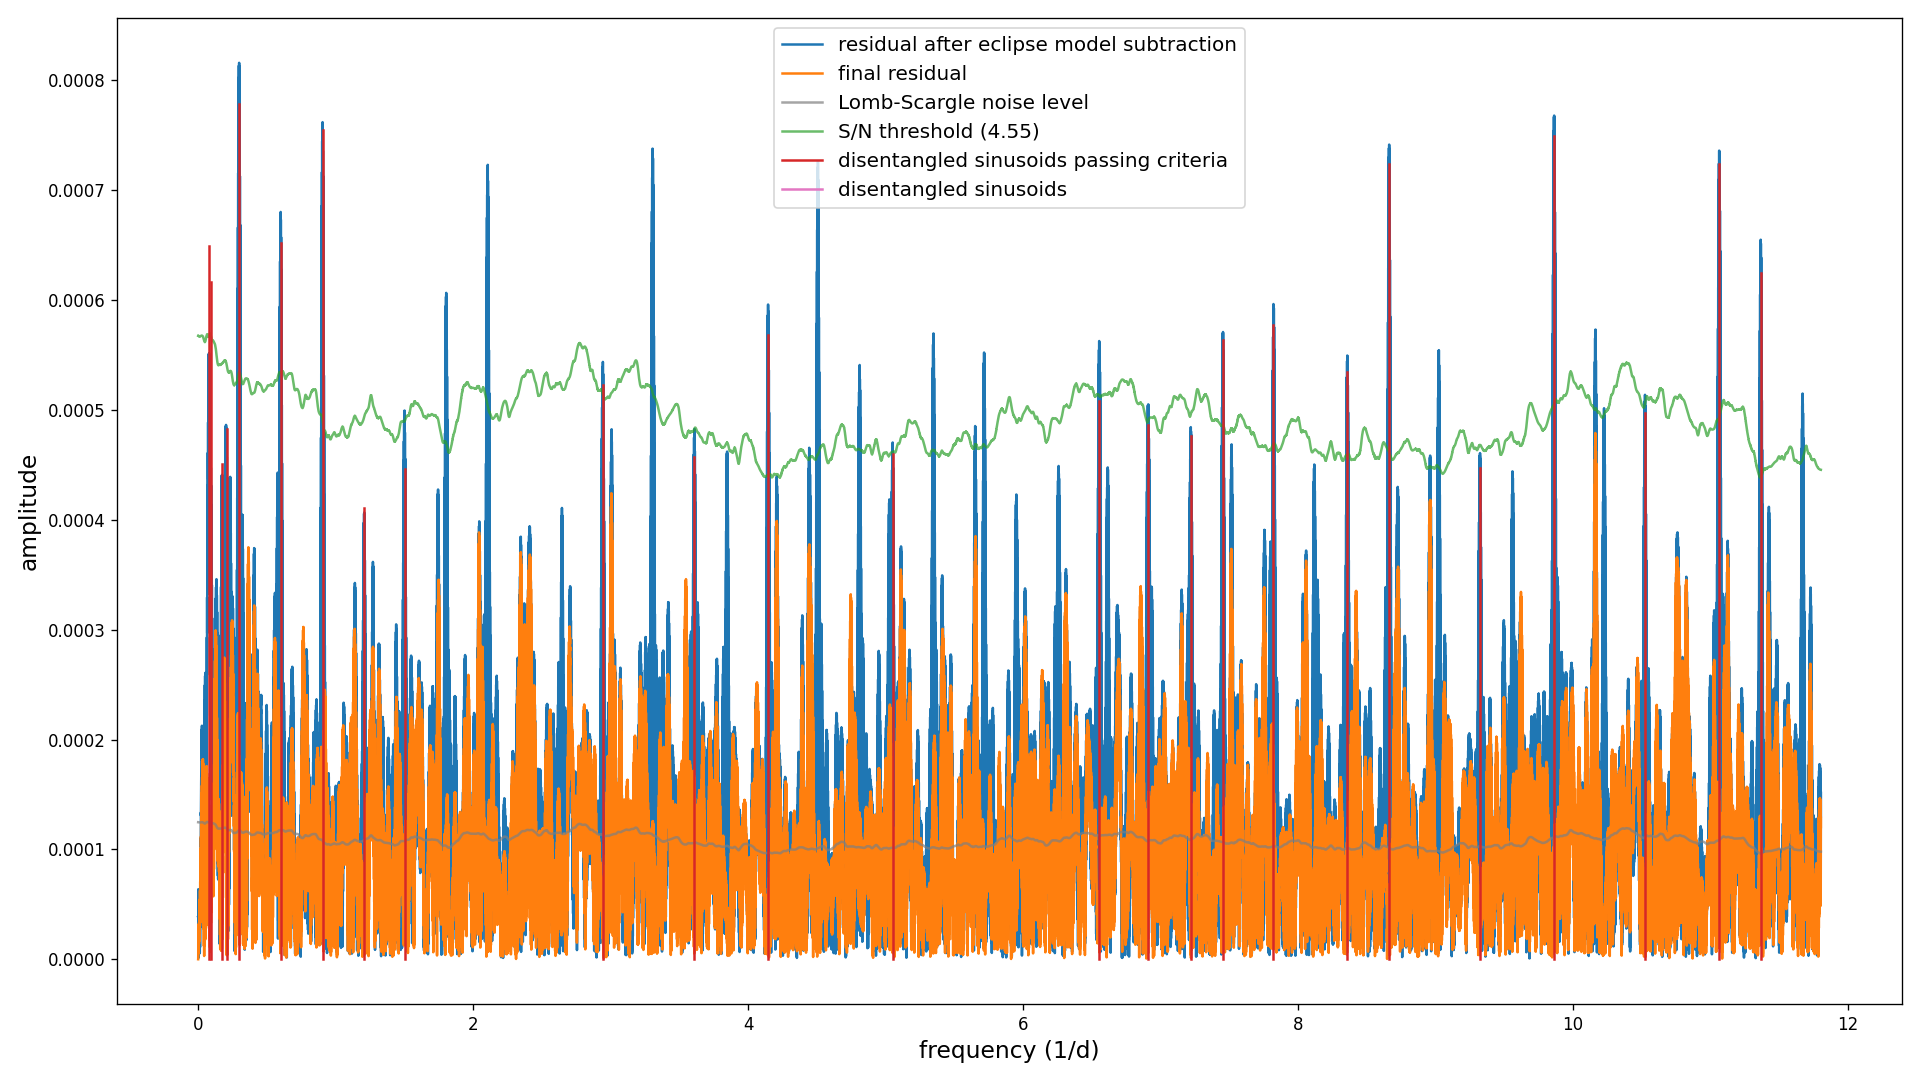 residual after eclipse model subtraction
final residual
Lomb-Scargle noise level
S/N threshold (4.55)
disentangled sinusoids passing criteria
disentangled sinusoids
0.0008
0.0007
0.0006
0.0005
0.0004
0.0003
0.0002
0.0001
0.0000
amplitude
0 2 4 6 8 10 12
frequency (1/d)